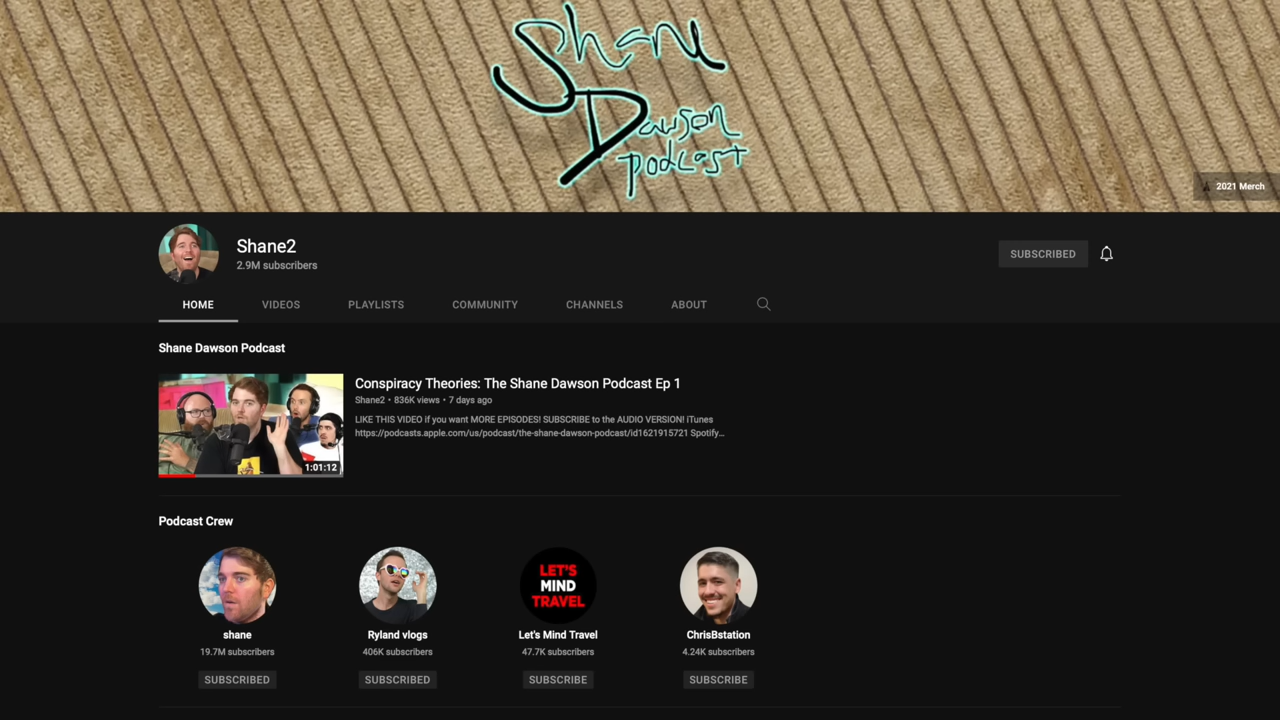 Shane
Dawson
podcast
2021 Merch
Shane2
2.9M subscribers
SUBSCRIBED
HOME VIDEOS PLAYLISTS COMMUNITY CHANNELS ABOUT
Shane Dawson Podcast
Conspiracy Theories: The Shane Dawson Podcast Ep 1
Shane2 • 836K views • 7 days ago
LIKE THIS VIDEO if you want MORE EPISODES! SUBSCRIBE to the AUDIO VERSION! iTunes
https://podcasts.apple.com/us/podcast/the-shane-dawson-podcast/id1621915721 Spotify...
1:01:12
Podcast Crew
LET'S
MIND
TRAVEL
shane Ryland vlogs Let's Mind Travel ChrisBstation
19.7M subscribers 406K subscribers 47.7K subscribers 4.24K subscribers
SUBSCRIBED SUBSCRIBED SUBSCRIBE SUBSCRIBE